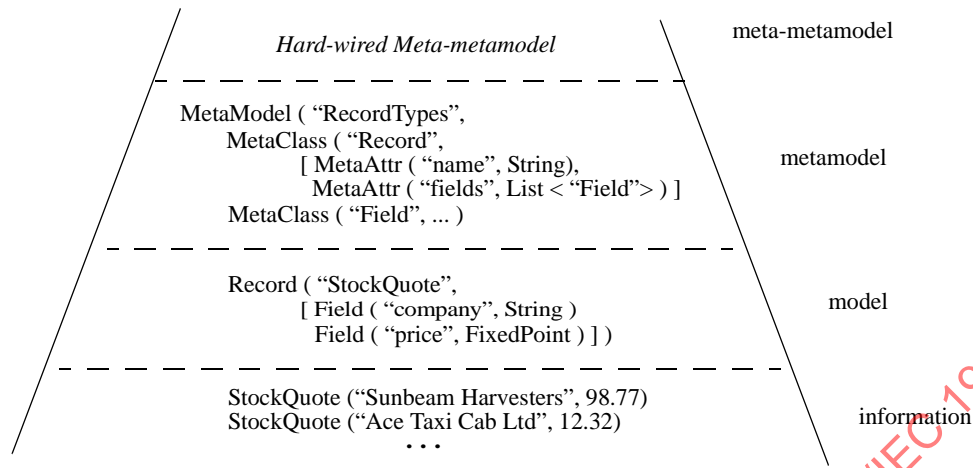 Hard-wired Meta-metamodel
meta-metamodel
MetaModel ( “RecordTypes”,
MetaClass ( “Record”,
[ MetaAttr ( “name”, String),
MetaAttr ( “fields”, List < “Field”> ) ]
MetaClass ( “Field”, ... )
metamodel
Record ( “StockQuote”,
[ Field ( “company”, String )
Field ( “price”, FixedPoint ) ] )
model
StockQuote (“Sunbeam Harvesters”, 98.77)
StockQuote (“Ace Taxi Cab Ltd”, 12.32)
• • •
information
IEC 19